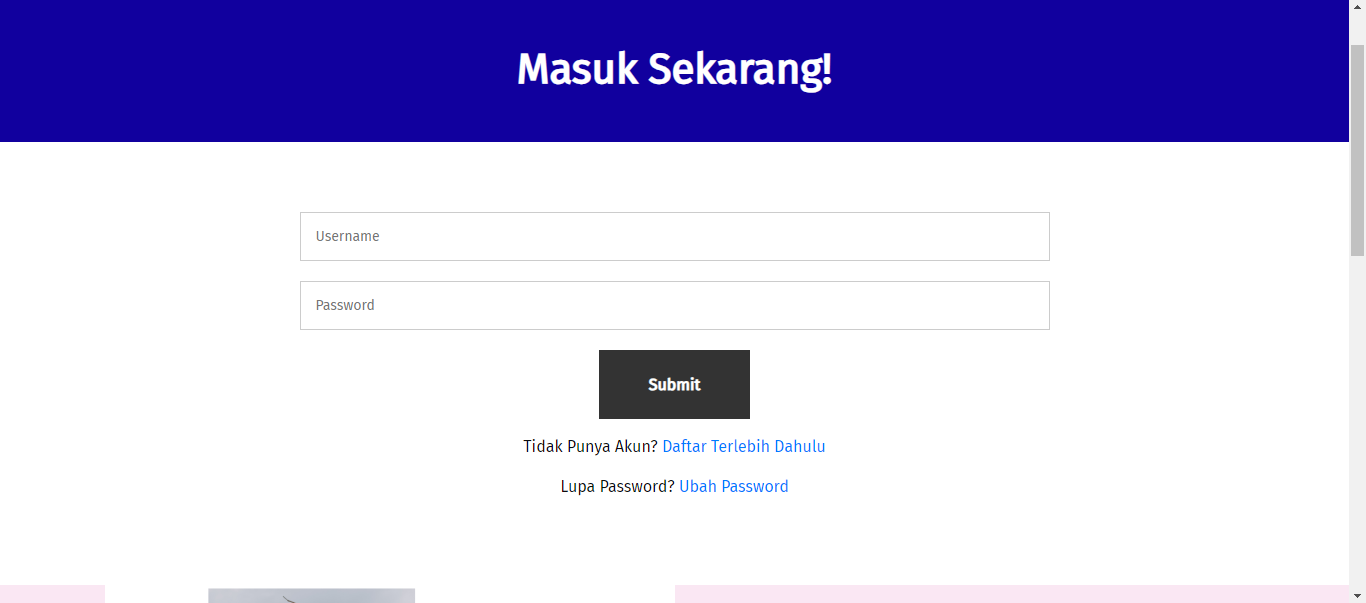 Masuk Sekarang!
Username
Password
Submit
Tidak Punya Akun? Daftar Terlebih Dahulu
Lupa Password? Ubah Password